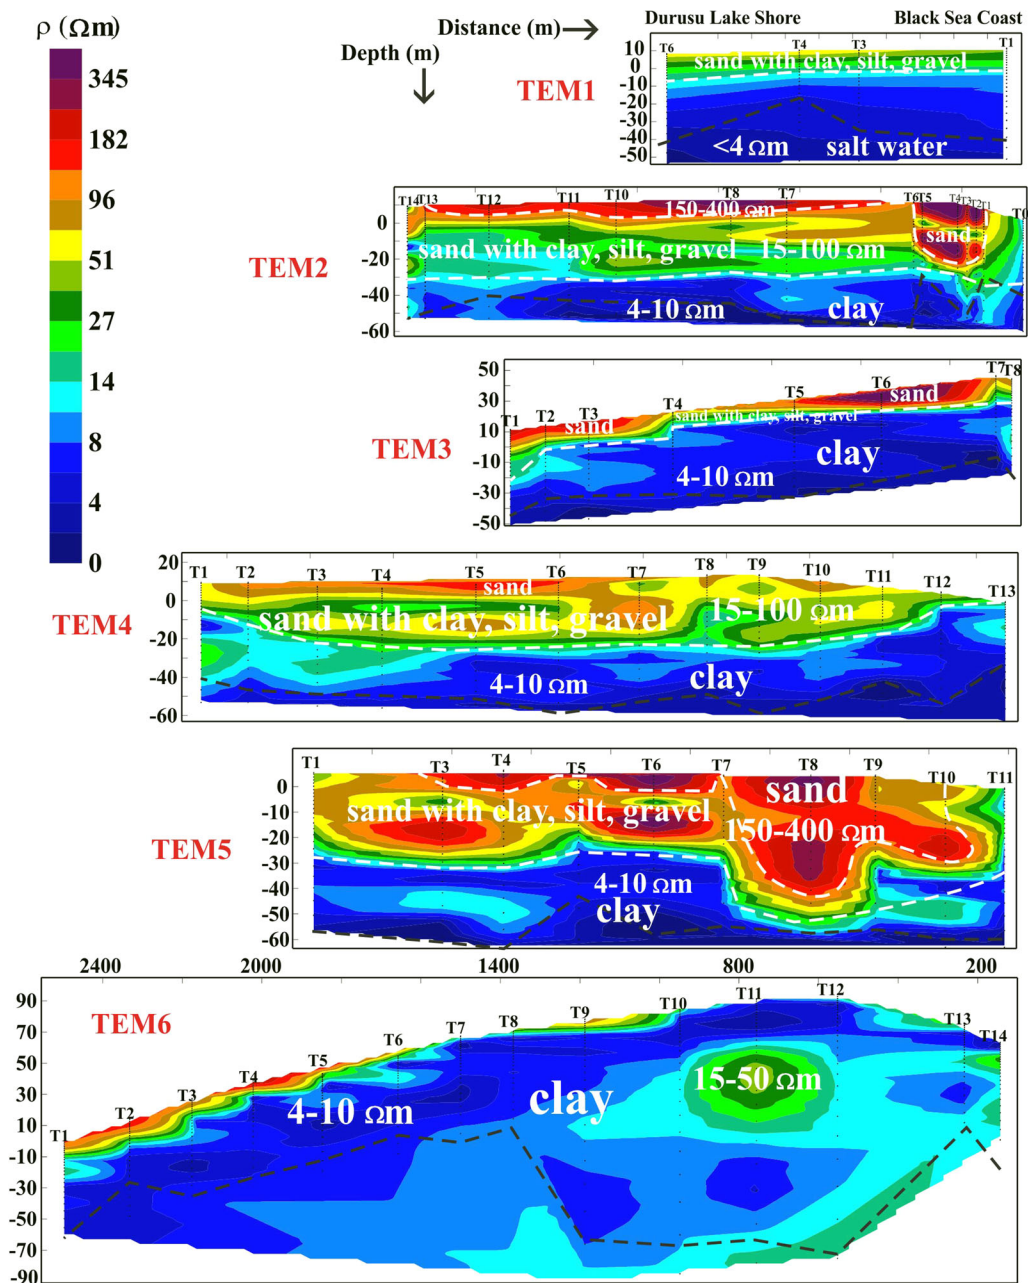 ρ (Ωm)
345
182
96
51
27
14
8
4
0
Distance (m)
Depth (m)
Durusu Lake Shore Black Sea Coast
TEM1
T6 T4 T3 T1
10
0
-10
-20
-30
-40
-50
sand with clay, silt, gravel
<4 Ωm salt water
TEM2
T14 T13 T12 T11 T10 T8 T7 T6 T5 T4 T3 T2 T1
0
-20
-40
-60
150-400 Ωm
sand
sand with clay, silt, gravel 15-100 Ωm
4-10 Ωm clay
TEM3
T1 T2 T3 T4 T5 T6 T7 T8
50
30
10
-10
-30
-50
sand sand
sand with clay, silt, gravel
clay
4-10 Ωm
TEM4
T1 T2 T3 T4 T5 T6 T7 T8 T9 T10 T11 T12 T13
20
0
-20
-40
-60
sand
sand with clay, silt, gravel 15-100 Ωm
4-10 Ωm clay
TEM5
T1 T3 T4 T5 T6 T7 T8 T9 T10 T11
0
-10
-20
-30
-40
-50
-60
sand
sand with clay, silt, gravel
150-400 Ωm
4-10 Ωm
clay
2400 2000 1400 800 200
TEM6
T1 T2 T3 T4 T5 T6 T7 T8 T9 T10 T11 T12 T13 T14
90
70
50
30
10
-10
-30
-50
-70
-90
15-50 Ωm
4-10 Ωm clay